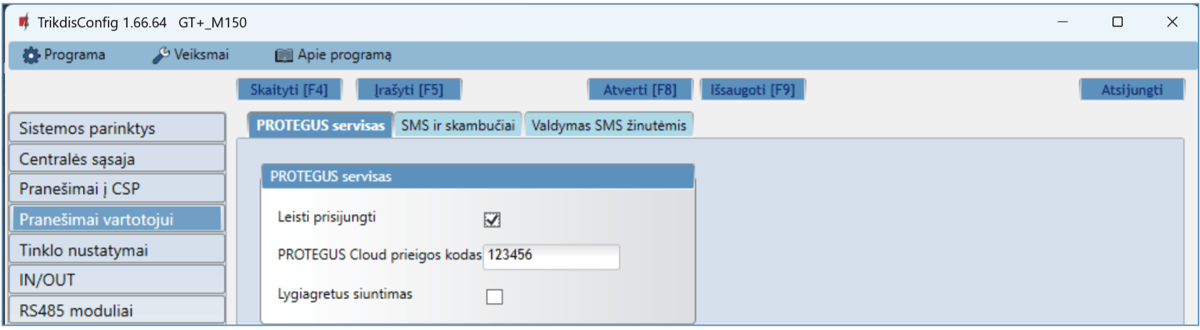 TrikdisConfig 1.66.64 GT+_M150
Programa Veiksmai Apie programą
Skaityti [F4] Įrašyti [F5] Atverti [F8] Išsaugoti [F9] Atsijungti
Sistemos parinktys
Centralės sąsaja
Pranešimai į CSP
Pranešimai vartotojui
Tinklo nustatymai
IN/OUT
RS485 moduliai
PROTEGUS servisas SMS ir skambučiai Valdymas SMS žinutėmis
PROTEGUS servisas
Leisti prisijungti
PROTEGUS Cloud prieigos kodas 123456
Lygiagretus siuntimas